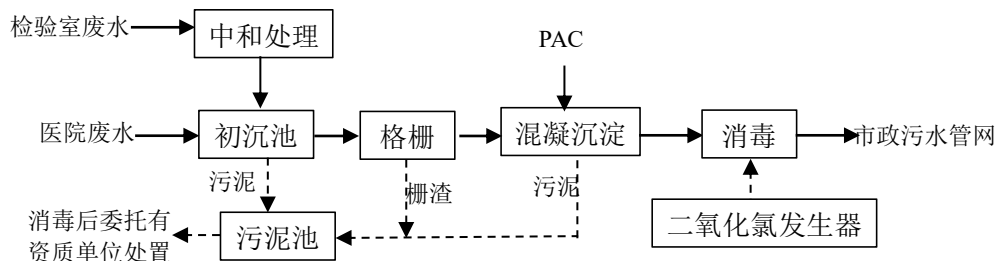 检验室废水
中和处理
PAC
医院废水
初沉池
格栅
混凝沉淀
消毒
市政污水管网
污泥
栅渣
污泥
消毒后委托有
资质单位处置
污泥池
二氧化氯发生器